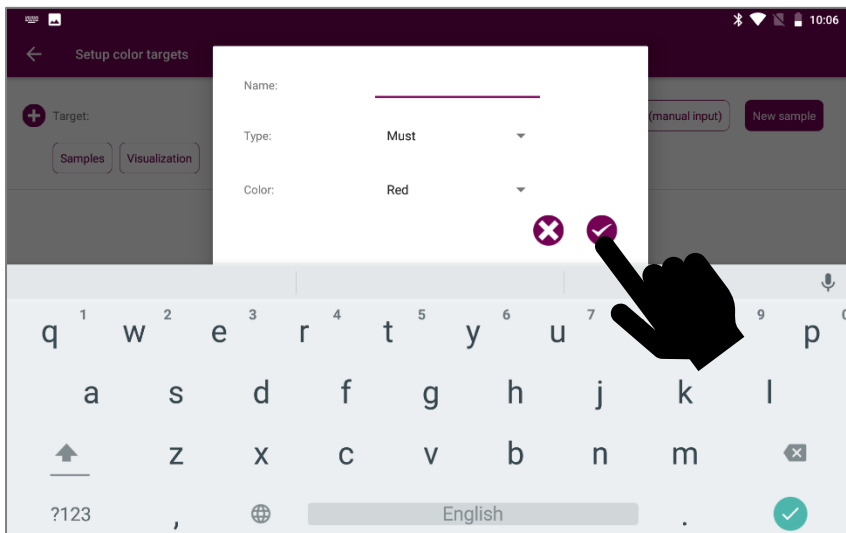 10:06
Setup color targets
Name:
Target:
(manual input)
New sample
Type:
Must
Samples
Visualization
Color:
Red
1 2 3 4 5 6 7 9 0
q w e r t y u p
a s d f g h j k l
z x c v b n m
?123 , English .